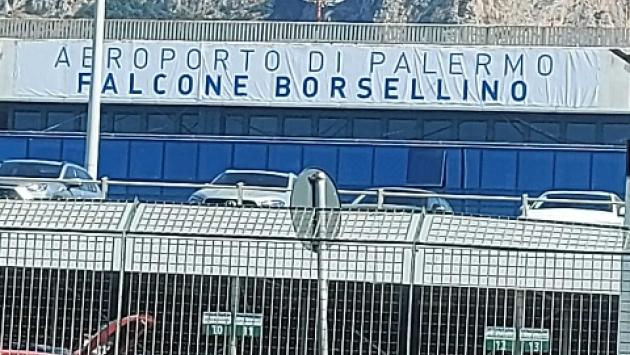 AEROPORTO DI PALERMO
FALCONE BORSELLINO
10 11
12 13